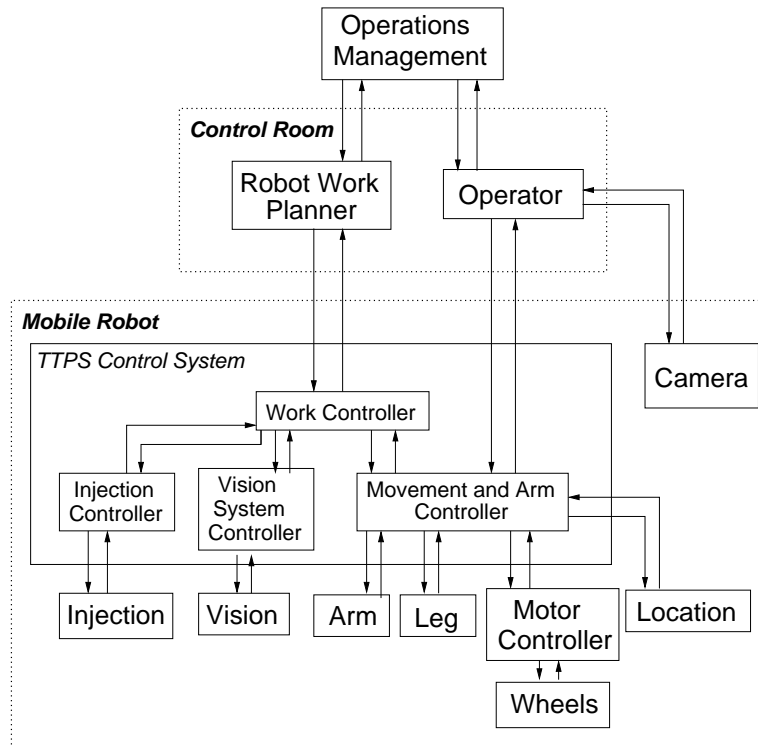 Operations
Management
Control Room
Robot Work
Planner
Operator
Mobile Robot
TTPS Control System
Camera
Work Controller
Injection
Controller
Vision
System
Controller
Movement and Arm
Controller
Injection
Vision
Arm
Leg
Motor
Controller
Location
Wheels